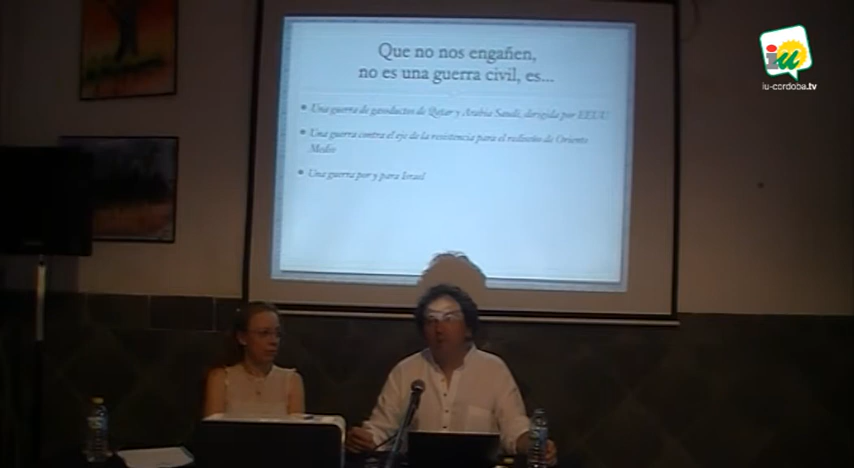 Que no nos engañen,
no es una guerra civil, es...
Una guerra de gasoductos de Qatar y Arabia Saudí, dirigida por EEUU
Una guerra contra el eje de la resistencia para el rediseño de Oriente
Medio
Una guerra por y para Israel
iu
iu-cordoba.tv